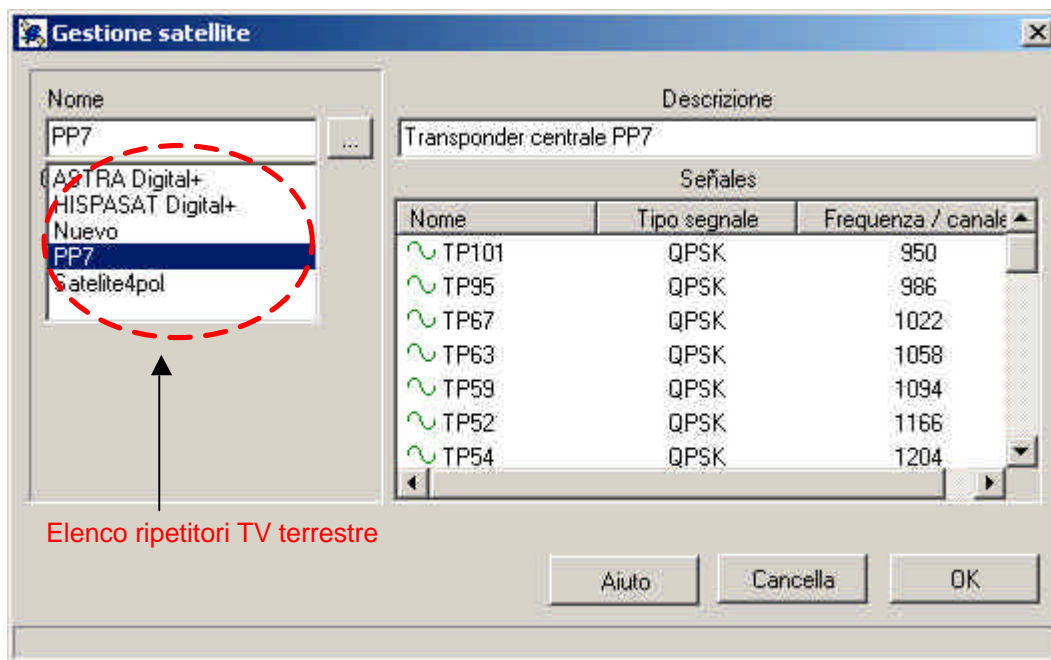 Gestione satellite
Nome
PP7
...
ASTRA Digital+
HISPASAT Digital+
Nuevo
PP7
Satelite4pol
Elenco ripetitori TV terrestre
Descrizione
Transponder centrale PP7
Señales
Nome Tipo segnale Frequenza / canale
TP101 QPSK 950
TP95 QPSK 986
TP67 QPSK 1022
TP63 QPSK 1058
TP59 QPSK 1094
TP52 QPSK 1166
TP54 QPSK 1204
Aiuto Cancella OK